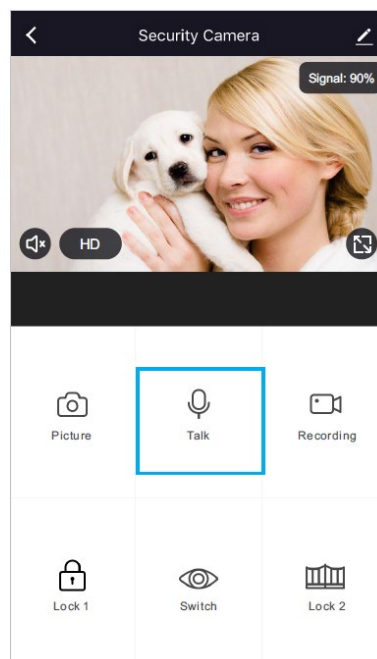 Security Camera
Signal: 90%
HD
Picture
Talk
Recording
Lock 1
Switch
Lock 2